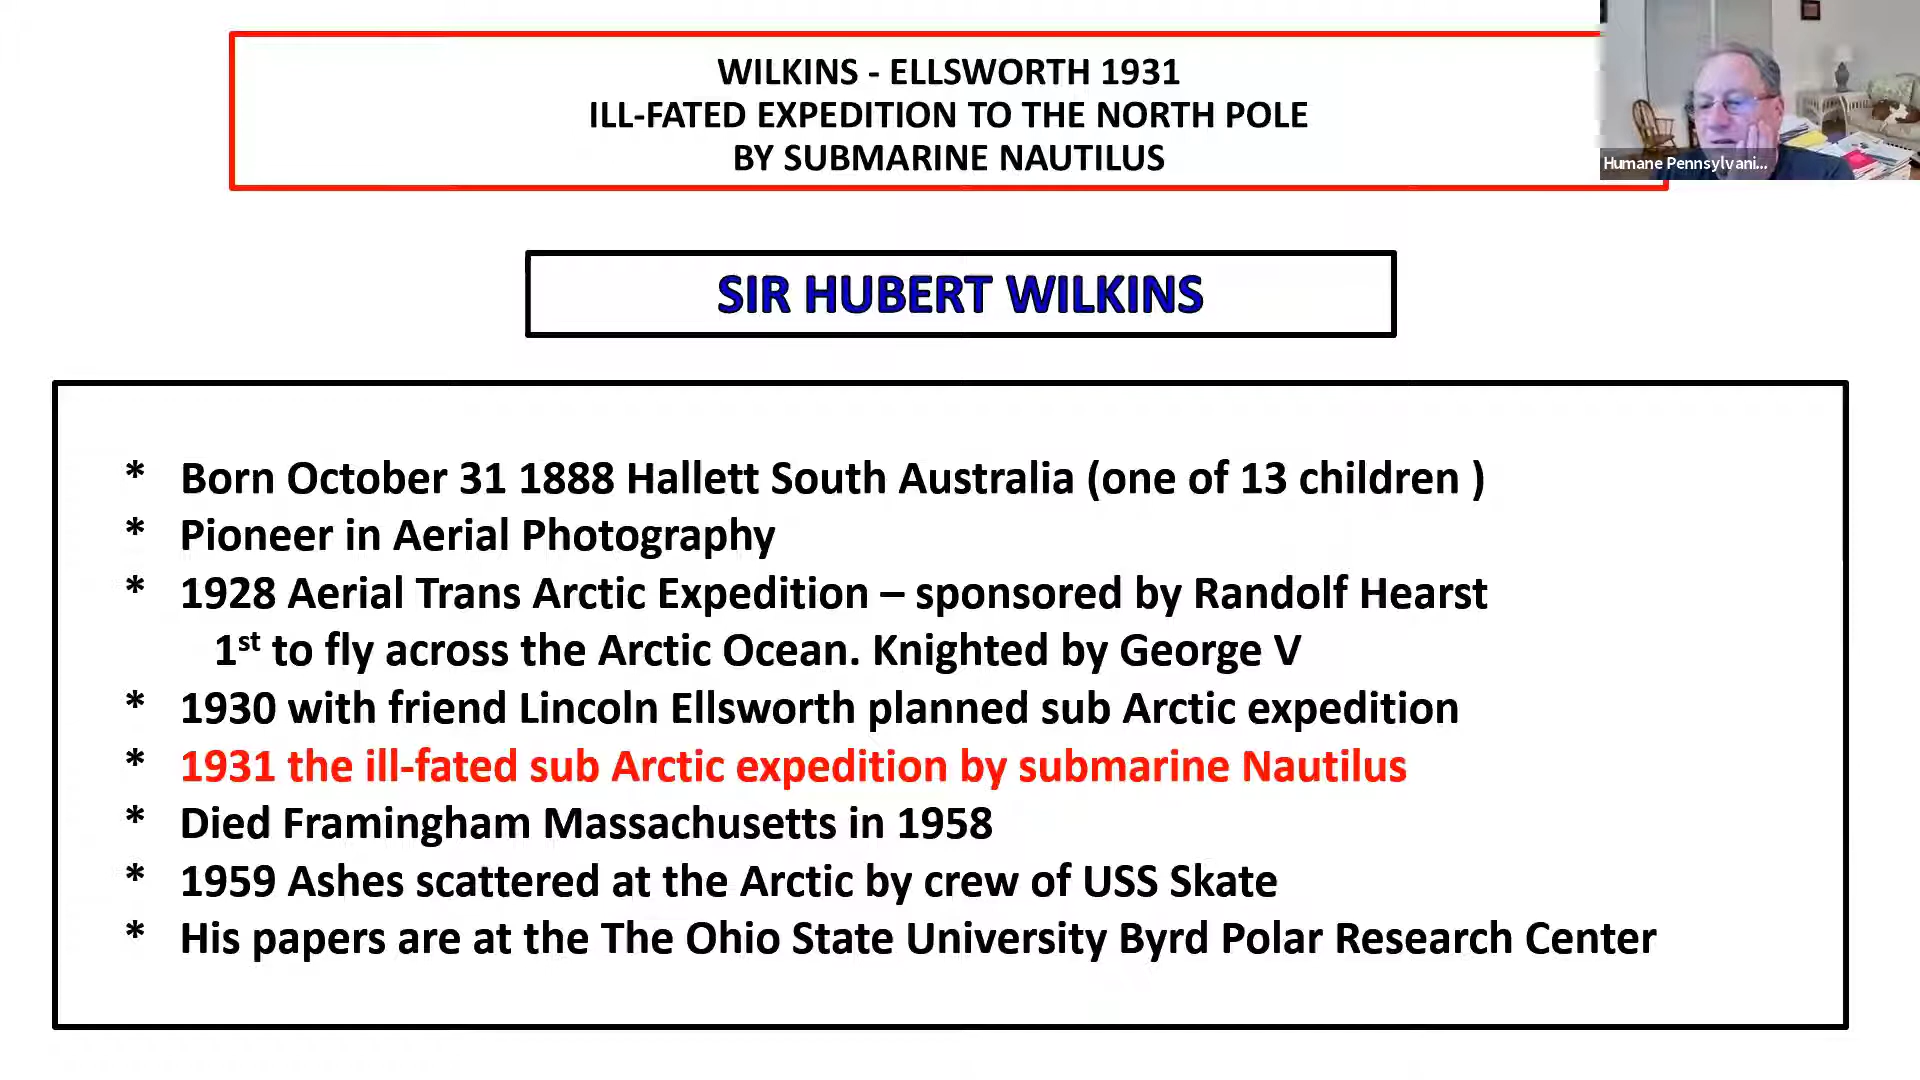 WILKINS - ELLSWORTH 1931
ILL-FATED EXPEDITION TO THE NORTH POLE
BY SUBMARINE NAUTILUS
Humane Pennsylvani...
SIR HUBERT WILKINS
* Born October 31 1888 Hallett South Australia (one of 13 children )
* Pioneer in Aerial Photography
* 1928 Aerial Trans Arctic Expedition – sponsored by Randolf Hearst
1st to fly across the Arctic Ocean. Knighted by George V
* 1930 with friend Lincoln Ellsworth planned sub Arctic expedition
* 1931 the ill-fated sub Arctic expedition by submarine Nautilus
* Died Framingham Massachusetts in 1958
* 1959 Ashes scattered at the Arctic by crew of USS Skate
* His papers are at the The Ohio State University Byrd Polar Research Center